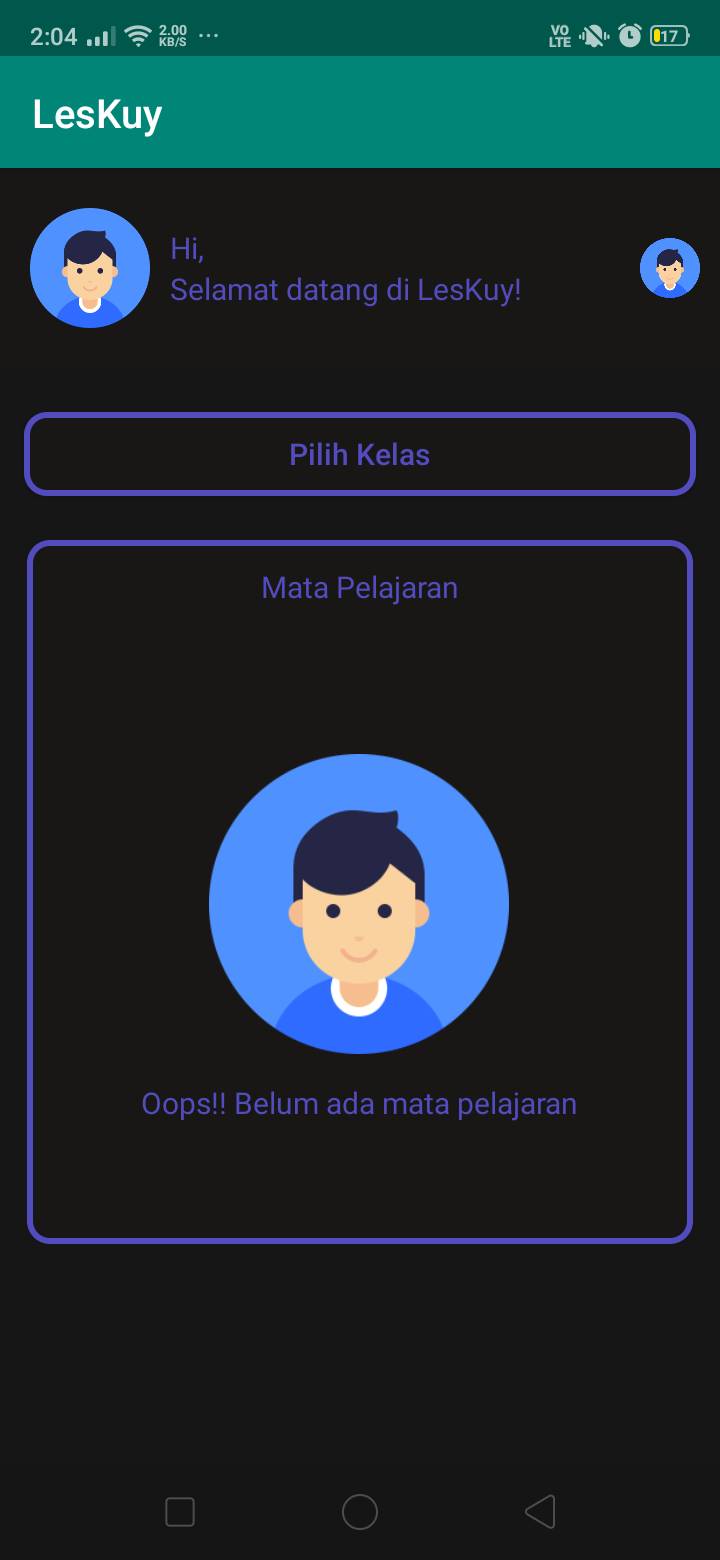 2:04
2.00
KB/S
...
VO
LTE
17
LesKuy
Hi,
Selamat datang di LesKuy!
Pilih Kelas
Mata Pelajaran
Oops!! Belum ada mata pelajaran